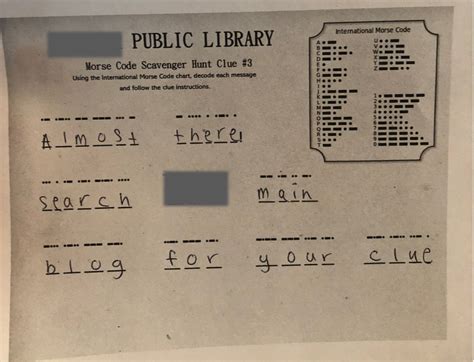 PUBLIC LIBRARY
Morse Code Scavenger Hunt Clue #3
Using the International Morse Code chart, decode each message
and follow the clue instructions.
International Morse Code
Almost there!
search main
blog for your clue